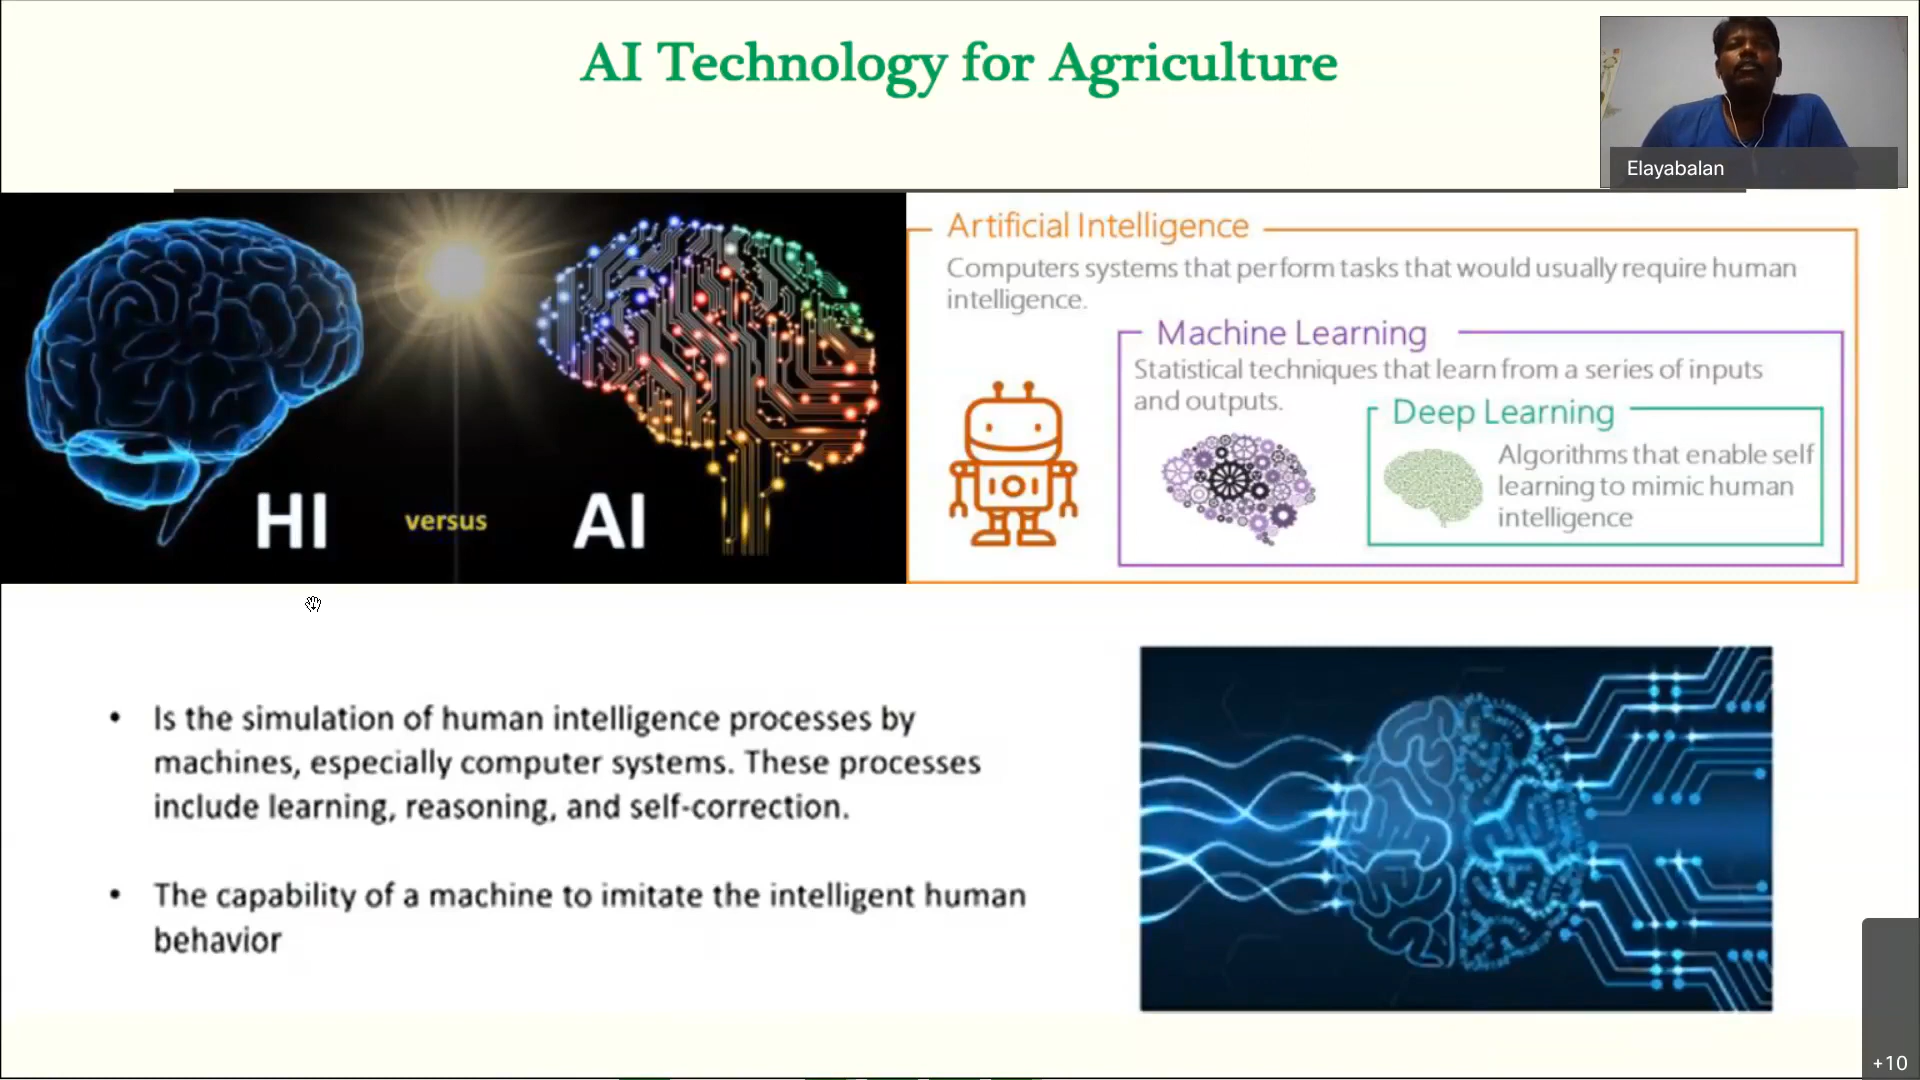 AI Technology for Agriculture
Elayabalan
HI versus AI
Artificial Intelligence
Computers systems that perform tasks that would usually require human
intelligence.
Machine Learning
Statistical techniques that learn from a series of inputs
and outputs.
Deep Learning
Algorithms that enable self
learning to mimic human
intelligence
• Is the simulation of human intelligence processes by
machines, especially computer systems. These processes
include learning, reasoning, and self-correction.
• The capability of a machine to imitate the intelligent human
behavior
+10